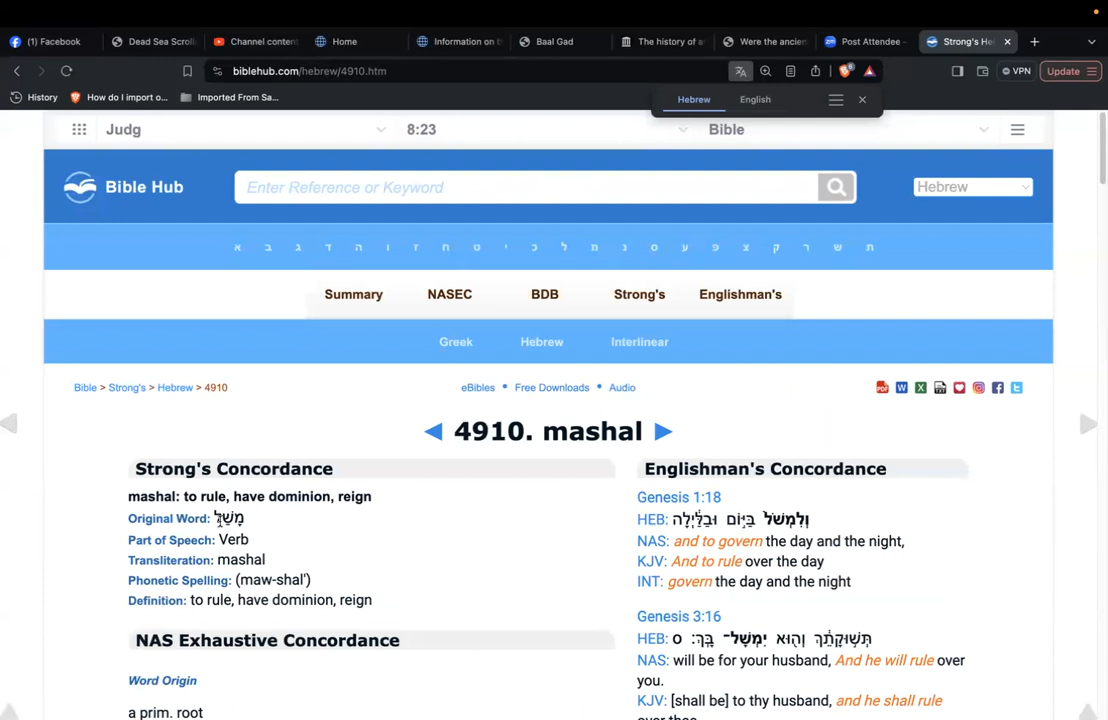 (1) Facebook
Dead Sea Scroll
Channel content
Home
Information on t
Baal Gad
The history of a
Were the ancien
Post Attendee –
Strong's He
biblehub.com/hebrew/4910.htm
6
VPN
Update
History
How do I import o...
Imported From Sa...
Hebrew
English
Judg
8:23
Bible
Bible Hub
Enter Reference or Keyword
Hebrew
א ב ג ד ה ו ז ח ט י כ ל מ נ ס ע פ צ ק ר ש ת
Summary
NASEC
BDB
Strong's
Englishman's
Greek
Hebrew
Interlinear
Bible > Strong's > Hebrew > 4910
eBibles • Free Downloads • Audio
PDF
W
X
TXT
◄ 4910. mashal ►
Strong's Concordance
mashal: to rule, have dominion, reign
Original Word: מָשַׁל
Part of Speech: Verb
Transliteration: mashal
Phonetic Spelling: (maw-shal')
Definition: to rule, have dominion, reign
NAS Exhaustive Concordance
Word Origin
a prim. root
Englishman's Concordance
Genesis 1:18
HEB: וְלִמְשֹׁל֙ בַּיּ֣וֹם וּבַלַּ֔יְלָה
NAS: and to govern the day and the night,
KJV: And to rule over the day
INT: govern the day and the night
Genesis 3:16
HEB: תְּשׁ֣וּקָתֵ֔ךְ וְה֖וּא יִמְשָׁל־ בָּֽךְ׃ ס
NAS: will be for your husband, And he will rule over
you.
KJV: [shall be] to thy husband, and he shall rule
over thee.